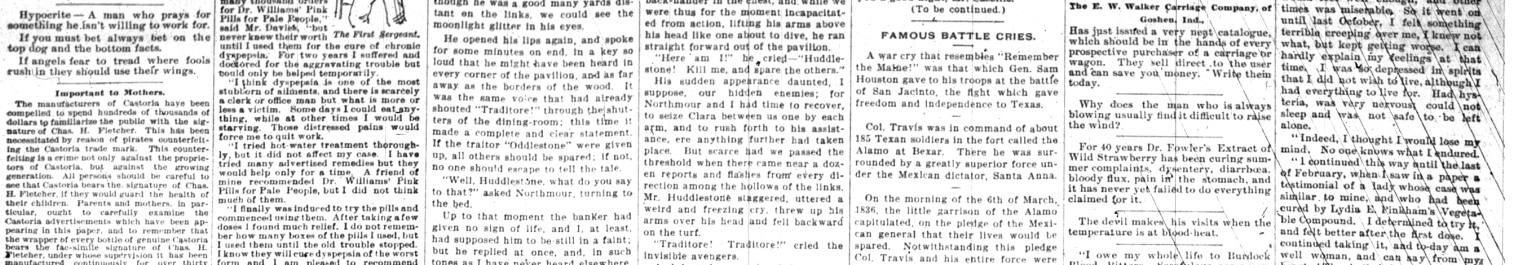 Hypocrite—A man who prays for
something he isn't willing to work for.
If you must bet always bet on the
top dog and the bottom facts.
If angels fear to tread where fools
rush in they should use their wings.
Important to Mothers.
The manufacturers of Castoria have been
compelled to spend hundreds of thousands of
dollars to familiarize the public with the sig-
nature of Chas. H. Fletcher. This has been
necessitated by reason of pirates counterfeit-
ing the Castoria trade mark. This counter-
feiting is a crime not only against the proprie-
tors of Castoria, but against the growing
generation. All persons should be careful to
see that Castoria bears the signature of Chas.
H. Fletcher, if they would guard the health of
their children. Parents and mothers, in par-
ticular, ought to carefully examine the
Castoria advertisements which have been ap-
pearing in this paper, and to remember that
the wrapper of every bottle of genuine Castoria
bears the fac-simile signature of Chas. H.
Fletcher, under whose supervision it has been
manufactured continuously for over thirty
many thousand orders
for Dr. Williams' Pink
Pills for Pale People,"
said Mr. Davies, "but
never knew their worth
The First Sergeant.
until I used them for the cure of chronic
dyspepsia. For two years I suffered and
doctored for the aggravating trouble but
could only be helped temporarily.
"I think dyspepsia is one of the most
stubborn of ailments, and there is scarcely
a clerk or office man but what is more or
less a victim. Some days I could eat any-
thing, while at other times I would be
starving. Those distressed pains would
force me to quit work.
"I tried hot-water treatment thorough-
ly, but it did not affect my case. I have
tried many advertised remedies but they
would help only for a time. A friend of
mine recommended Dr. Williams' Pink
Pills for Pale People, but I did not think
much of them.
"I finally was induced to try the pills and
commenced using them. After taking a few
doses I found much relief. I do not remem-
ber how many boxes of the pills I used, but
I used them until the old trouble stopped.
I know they will cure dyspepsia of the worst
form and I am pleased to recommend
though he was a good many yards dis-
tant on the links, we could see the
moonlight glitter in his eyes.
He opened his lips again, and spoke
for some minutes on end, in a key so
loud that he might have been heard in
every corner of the pavilion, and as far
away as the borders of the wood. It
was the same voice that had already
shouted "Traditore!" through the shut-
ters of the dining-room; this time it
made a complete and clear statement.
If the traitor "Oddlestone" were given
up, all others should be spared; if not,
no one should escape to tell the tale.
"Well, Huddlestone, what do you say
to that?" asked Northmour, turning to
the bed.
Up to that moment the banker had
given no sign of life, and I, at least,
had supposed him to be still in a faint;
but he replied at once, and, in such
tones as I have never heard elsewhere
were thus for the moment incapacitat-
ed from action, lifting his arms above
his head like one about to dive, he ran
straight forward out of the pavilion.
"Here am I!" he cried—"Huddle-
stone! Kill me, and spare the others."
His sudden appearance daunted, I
suppose, our hidden enemies; for
Northmour and I had time to recover,
to seize Clara between us one by each
arm, and to rush forth to his assist-
ance, ere anything further had taken
place. But scarce had we passed the
threshold when there came near a doz-
en reports and flashes from every di-
rection among the hollows of the links.
Mr. Huddlestone staggered, uttered a
weird and freezing cry, threw up his
arms over his head and fell backward
on the turf.
"Traditore! Traditore!" cried the
invisible avengers.
(To be continued.)
FAMOUS BATTLE CRIES.
A war cry that resembles "Remember
the Maine!" was that which Gen. Sam
Houston gave to his troops at the battle
of San Jacinto, the fight which gave
freedom and independence to Texas.
Col. Travis was in command of about
185 Texan soldiers in the fort called the
Alamo at Bexar. There he was sur-
rounded by a greatly superior force un-
der the Mexican dictator, Santa Anna.
On the morning of the 6th of March,
1836, the little garrison of the Alamo
capitulated, on the pledge of the Mexi-
can general that their lives would be
spared. Notwithstanding this pledge
Col. Travis and his entire force were
The E. W. Walker Carriage Company, of
Goshen, Ind.,
Has just issued a very neat catalogue,
which should be in the hands of every
prospective purchaser of a carriage or
wagon. They sell direct to the user
and can save you money. Write them
today.
Why does the man who is always
blowing usually find it difficult to raise
the wind?
For 40 years Dr. Fowler's Extract of
Wild Strawberry has been curing sum-
mer complaints, dysentery, diarrhoea,
bloody flux, pain in the stomach, and
it has never yet failed to do everything
claimed for it.
The devil makes his visits when the
temperature is at blood-heat.
"I owe my whole life to Burdock
times was miserable. So it went on
until last October, I felt something
terrible creeping over me, I knew not
what, but kept getting worse. I can
hardly explain my feelings at that
time. I was so depressed in spirits
that I did not wish to live, although I
had everything to live for. Had hys-
teria, was very nervous; could not
sleep and was not safe to be left
alone.
"Indeed, I thought I would lose my
mind. No one knows what I endured.
"I continued this way until the last
of February, when I saw in a paper a
testimonial of a lady whose case was
similar to mine, and who had been
cured by Lydia E. Pinkham's Vegeta-
ble Compound. I determined to try it,
and felt better after the first dose. I
continued taking it, and to-day am a
well woman, and can say from my